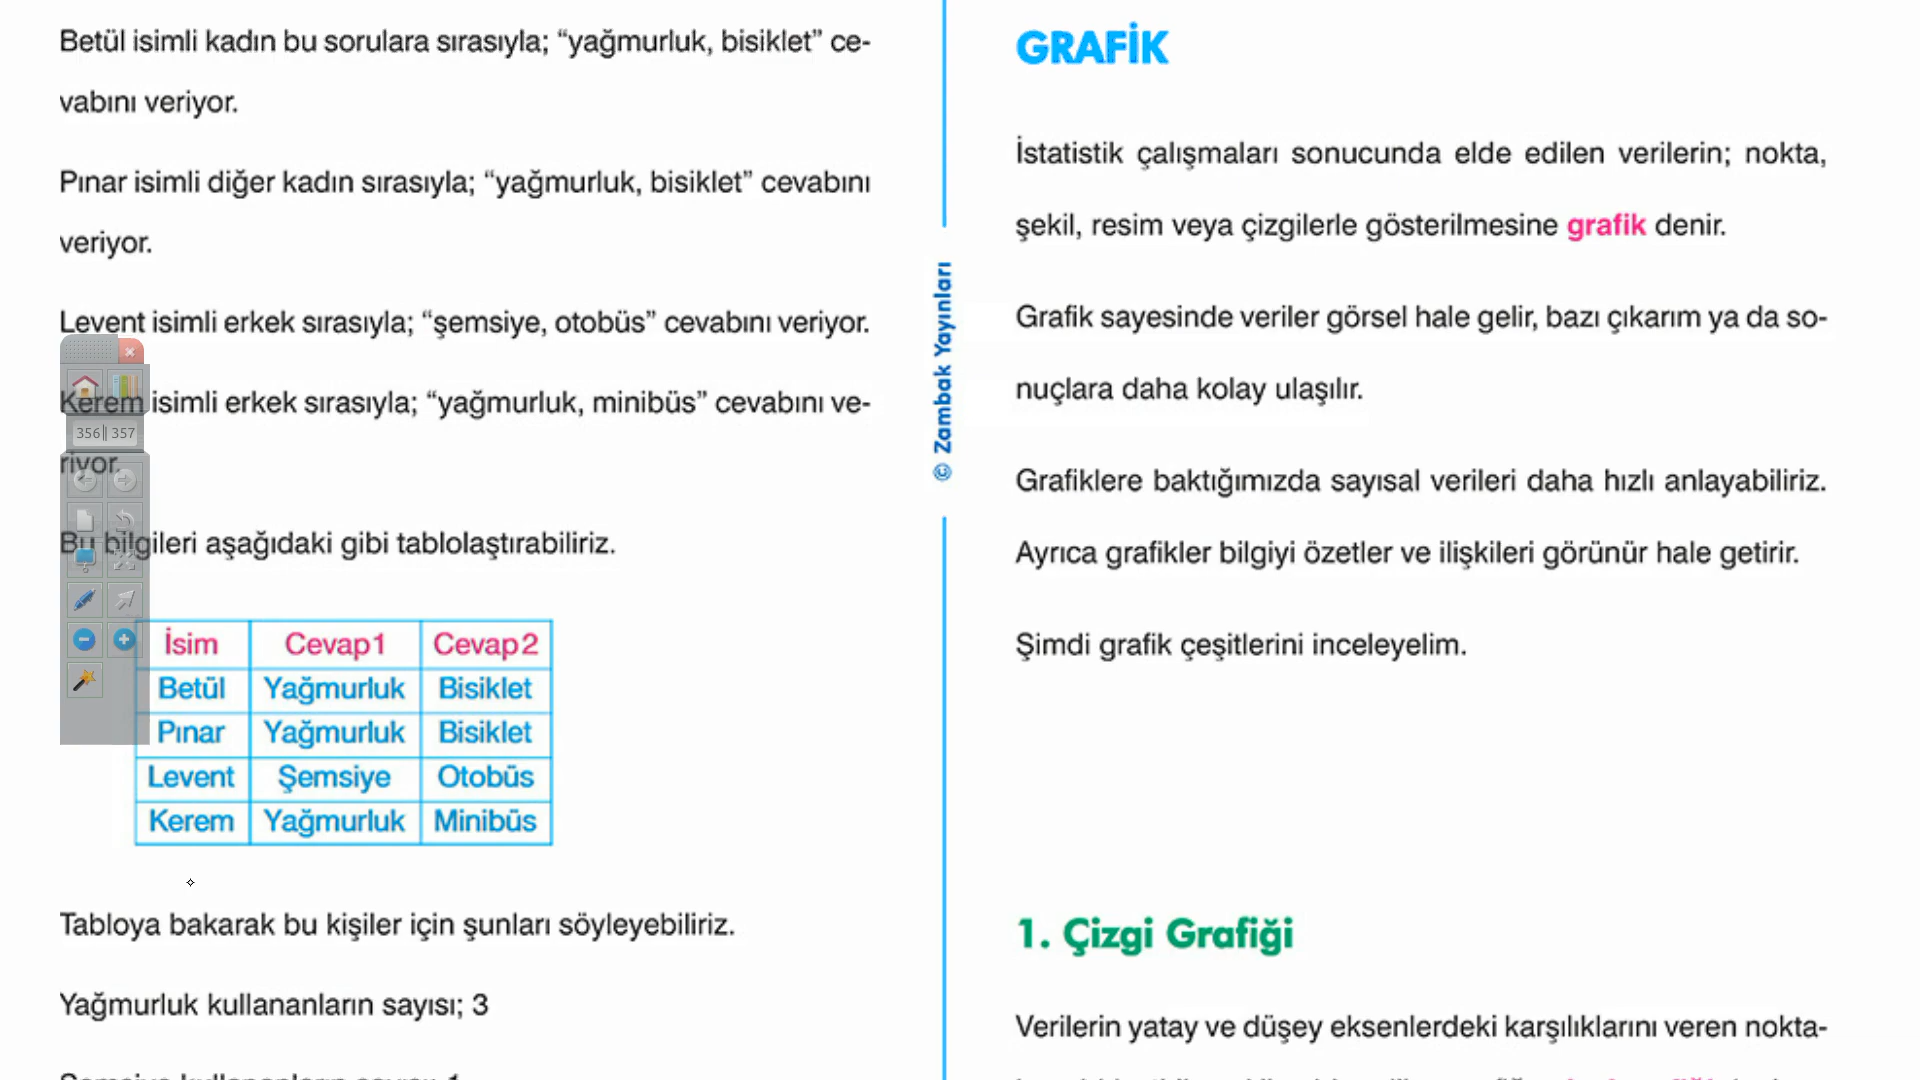 Betül isimli kadın bu sorulara sırasıyla; “yağmurluk, bisiklet” ce-
vabını veriyor.
Pınar isimli diğer kadın sırasıyla; “yağmurluk, bisiklet” cevabını
veriyor.
Levent isimli erkek sırasıyla; “şemsiye, otobüs” cevabını veriyor.
Kerem isimli erkek sırasıyla; “yağmurluk, minibüs” cevabını ve-
riyor.
356 357
Bu bilgileri aşağıdaki gibi tablolaştırabiliriz.
İsim Cevap1 Cevap2
Betül Yağmurluk Bisiklet
Pınar Yağmurluk Bisiklet
Levent Şemsiye Otobüs
Kerem Yağmurluk Minibüs
Tabloya bakarak bu kişiler için şunları söyleyebiliriz.
Yağmurluk kullananların sayısı; 3
© Zambak Yayınları
GRAFİK
İstatistik çalışmaları sonucunda elde edilen verilerin; nokta,
şekil, resim veya çizgilerle gösterilmesine grafik denir.
Grafik sayesinde veriler görsel hale gelir, bazı çıkarım ya da so-
nuçlara daha kolay ulaşılır.
Grafiklere baktığımızda sayısal verileri daha hızlı anlayabiliriz.
Ayrıca grafikler bilgiyi özetler ve ilişkileri görünür hale getirir.
Şimdi grafik çeşitlerini inceleyelim.
1. Çizgi Grafiği
Verilerin yatay ve düşey eksenlerdeki karşılıklarını veren nokta-